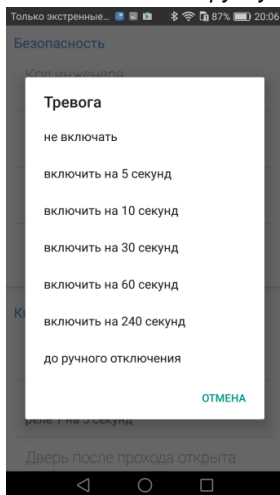 Только экстренные... 87% 20:06
Безопасность
Код инженера
Тревога
не включать
включить на 5 секунд
включить на 10 секунд
включить на 30 секунд
включить на 60 секунд
включить на 240 секунд
до ручного отключения
ОТМЕНА
реле 1 на 3 секунд
Дверь после прохода открыта